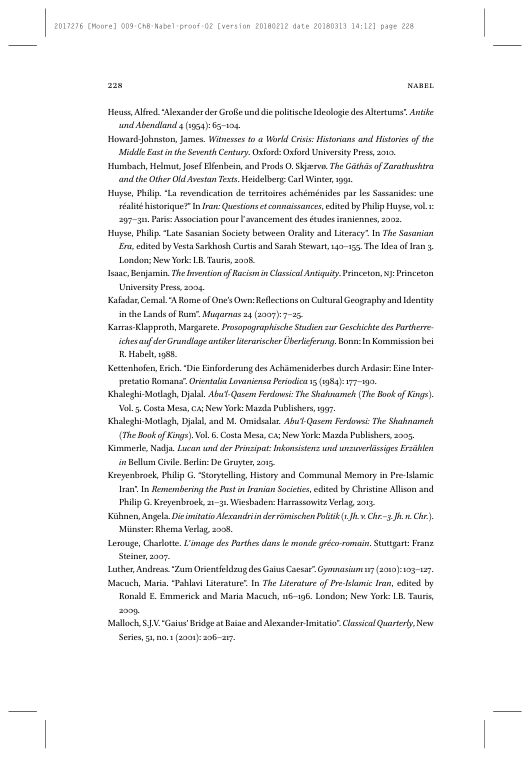 2017276 [Moore] 009-Ch8-Nabel-proof-02 [version 20180212 date 20180313 14:12] page 228
228 NABEL
Heuss, Alfred. “Alexander der Große und die politische Ideologie des Altertums”. Antike
und Abendland 4 (1954): 65–104.
Howard-Johnston, James. Witnesses to a World Crisis: Historians and Histories of the
Middle East in the Seventh Century. Oxford: Oxford University Press, 2010.
Humbach, Helmut, Josef Elfenbein, and Prods O. Skjærvø. The Gāthās of Zarathushtra
and the Other Old Avestan Texts. Heidelberg: Carl Winter, 1991.
Huyse, Philip. “La revendication de territoires achéménides par les Sassanides: une
réalité historique?” In Iran: Questions et connaissances, edited by Philip Huyse, vol. 1:
297–311. Paris: Association pour l’avancement des études iraniennes, 2002.
Huyse, Philip. “Late Sasanian Society between Orality and Literacy”. In The Sasanian
Era, edited by Vesta Sarkhosh Curtis and Sarah Stewart, 140–155. The Idea of Iran 3.
London; New York: I.B. Tauris, 2008.
Isaac, Benjamin. The Invention of Racism in Classical Antiquity. Princeton, NJ: Princeton
University Press, 2004.
Kafadar, Cemal. “A Rome of One’s Own: Reflections on Cultural Geography and Identity
in the Lands of Rum”. Muqarnas 24 (2007): 7–25.
Karras-Klapproth, Margarete. Prosopographische Studien zur Geschichte des Partherre-
iches auf der Grundlage antiker literarischer Überlieferung. Bonn: In Kommission bei
R. Habelt, 1988.
Kettenhofen, Erich. “Die Einforderung des Achämeniderbes durch Ardasir: Eine Inter-
pretatio Romana”. Orientalia Lovaniensa Periodica 15 (1984): 177–190.
Khaleghi-Motlagh, Djalal. Abu’l-Qasem Ferdowsi: The Shahnameh (The Book of Kings).
Vol. 5. Costa Mesa, CA; New York: Mazda Publishers, 1997.
Khaleghi-Motlagh, Djalal, and M. Omidsalar. Abu’l-Qasem Ferdowsi: The Shahnameh
(The Book of Kings). Vol. 6. Costa Mesa, CA; New York: Mazda Publishers, 2005.
Kimmerle, Nadja. Lucan und der Prinzipat: Inkonsistenz und unzuverlässiges Erzählen
in Bellum Civile. Berlin: De Gruyter, 2015.
Kreyenbroek, Philip G. “Storytelling, History and Communal Memory in Pre-Islamic
Iran”. In Remembering the Past in Iranian Societies, edited by Christine Allison and
Philip G. Kreyenbroek, 21–31. Wiesbaden: Harrassowitz Verlag, 2013.
Kühnen, Angela. Die imitatio Alexandri in der römischen Politik (1. Jh. v. Chr.–3. Jh. n. Chr.).
Münster: Rhema Verlag, 2008.
Lerouge, Charlotte. L’image des Parthes dans le monde gréco-romain. Stuttgart: Franz
Steiner, 2007.
Luther, Andreas. “Zum Orientfeldzug des Gaius Caesar”. Gymnasium 117 (2010): 103–127.
Macuch, Maria. “Pahlavi Literature”. In The Literature of Pre-Islamic Iran, edited by
Ronald E. Emmerick and Maria Macuch, 116–196. London; New York: I.B. Tauris,
2009.
Malloch, S.J.V. “Gaius’ Bridge at Baiae and Alexander-Imitatio”. Classical Quarterly, New
Series, 51, no. 1 (2001): 206–217.